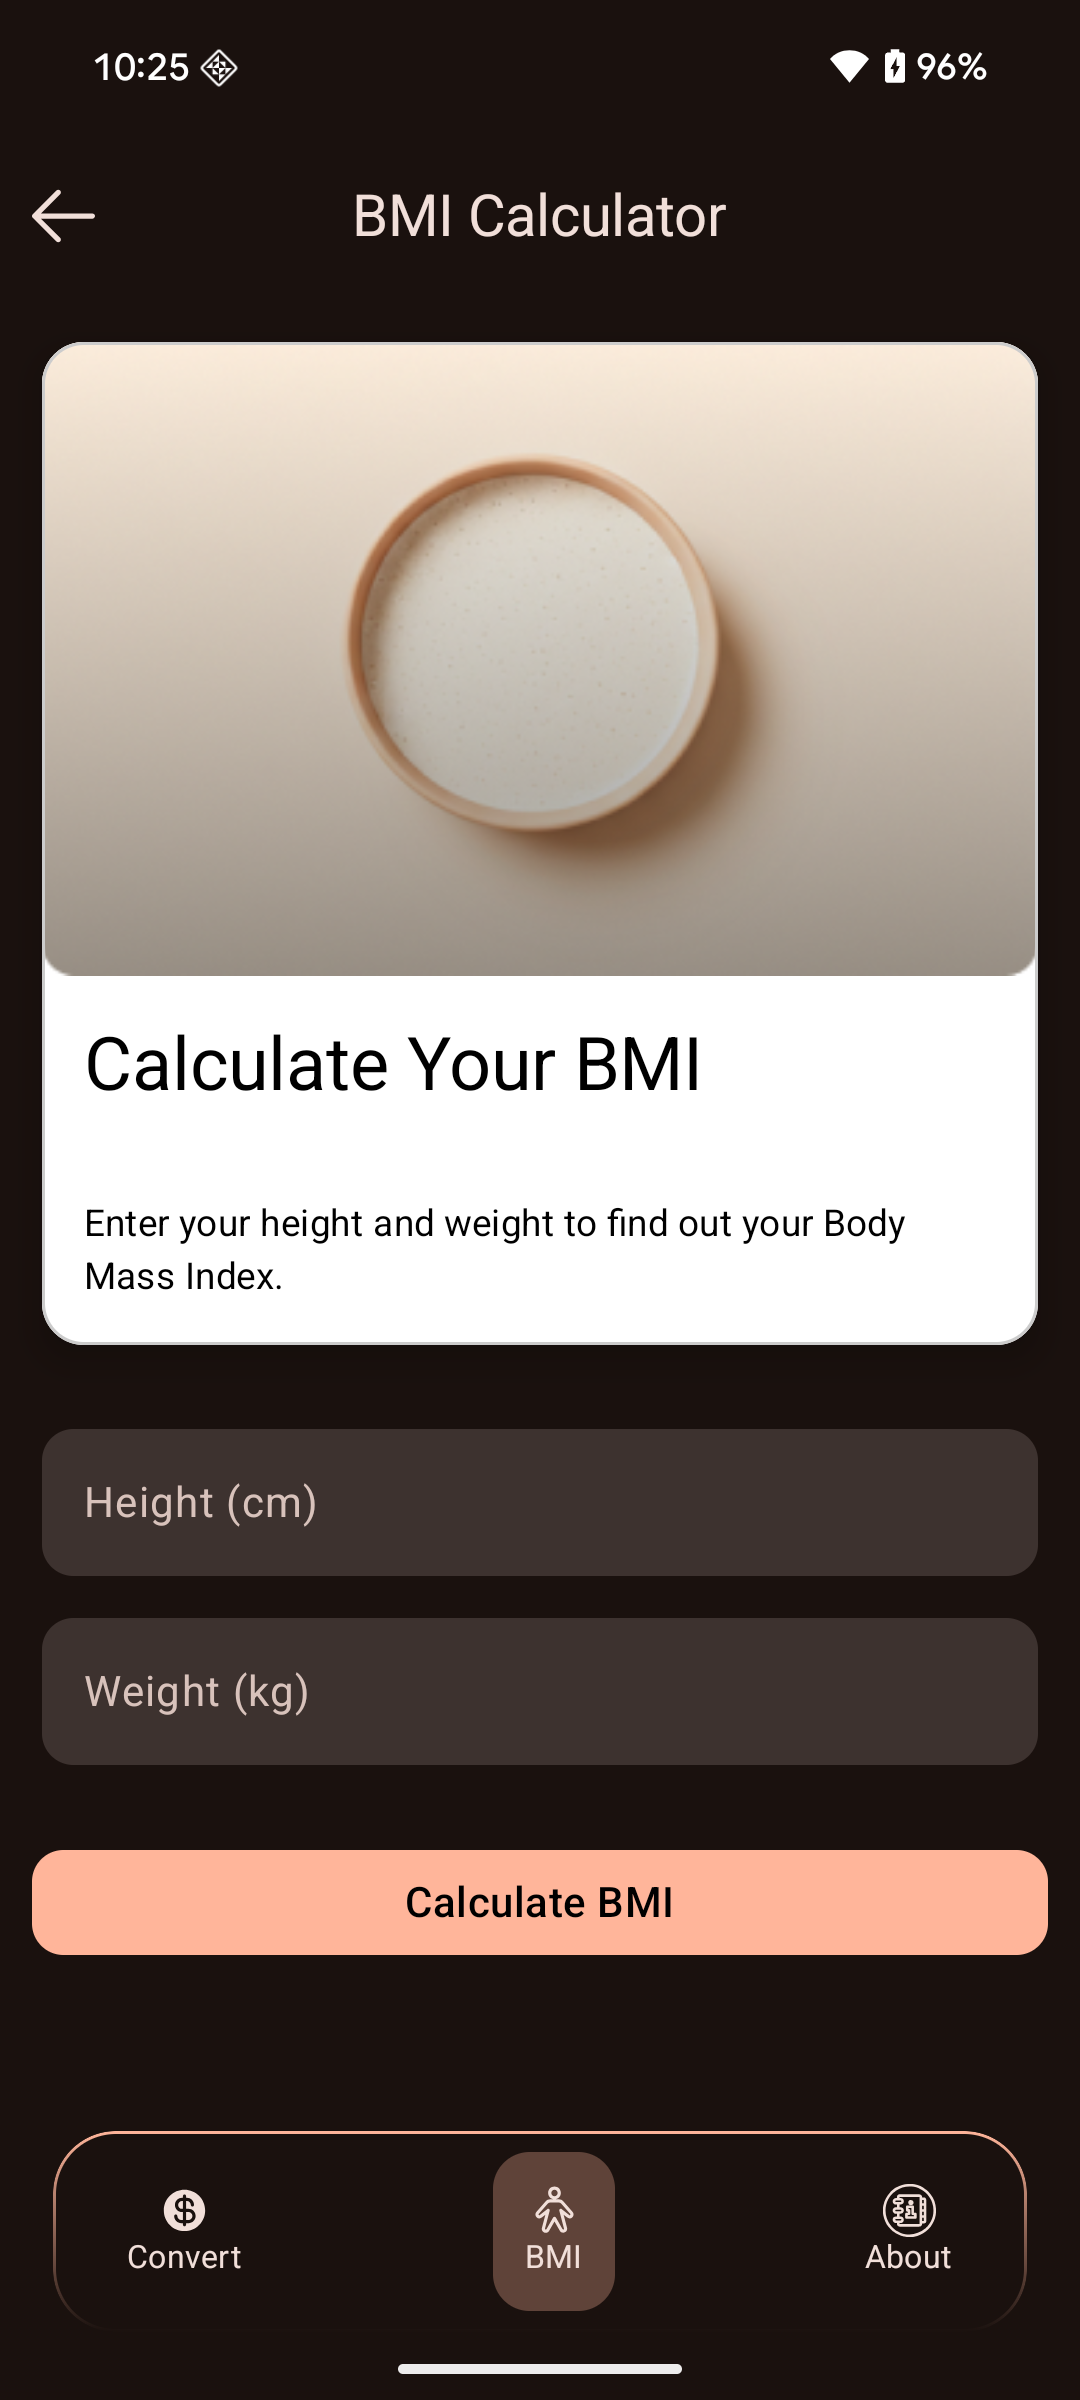 10:25
96%
BMI Calculator
Calculate Your BMI
Enter your height and weight to find out your Body
Mass Index.
Height (cm)
Weight (kg)
Calculate BMI
Convert
BMI
About